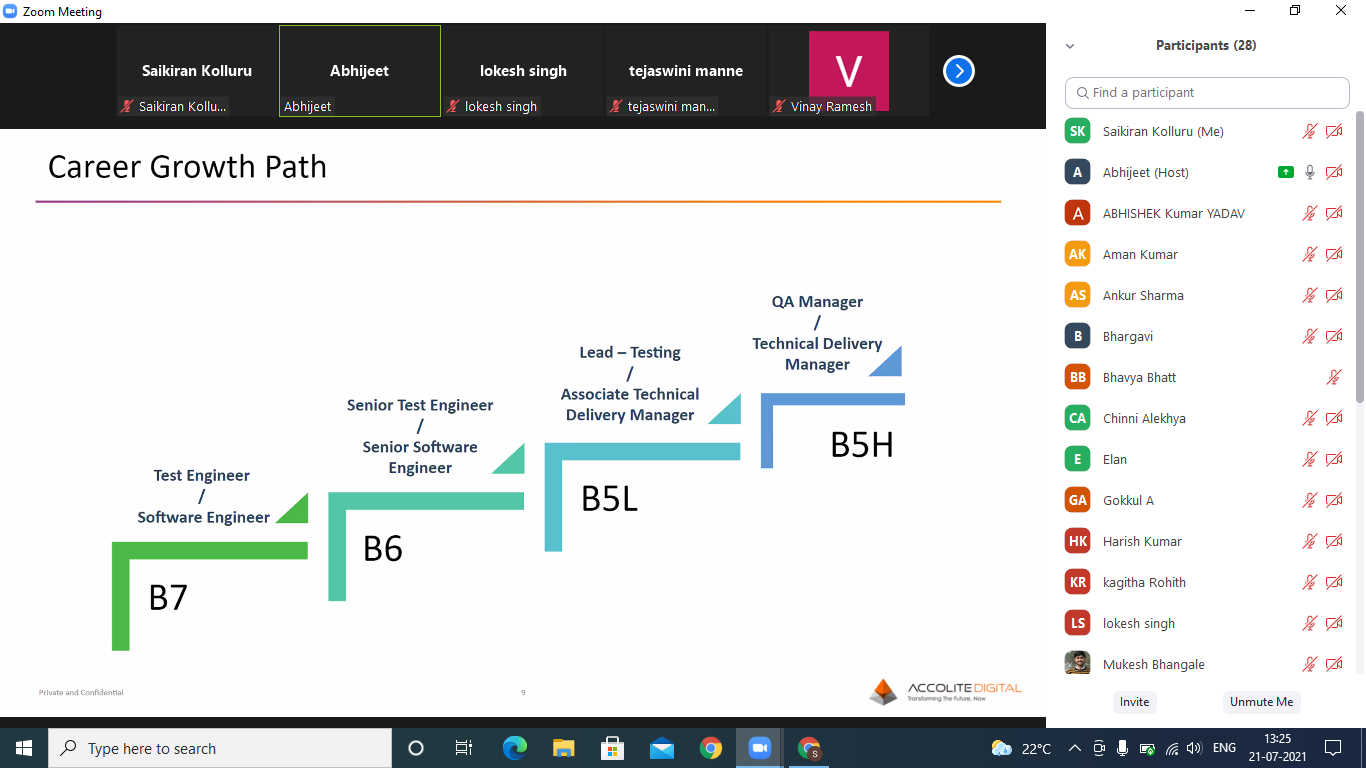 Zoom Meeting
Saikiran Kolluru
Abhijeet
lokesh singh
tejaswini manne
V
Saikiran Kollu...
Abhijeet
lokesh singh
tejaswini man...
Vinay Ramesh
Career Growth Path
Test Engineer
/
Software Engineer
B7
Senior Test Engineer
/
Senior Software
Engineer
B6
Lead – Testing
/
Associate Technical
Delivery Manager
B5L
QA Manager
/
Technical Delivery
Manager
B5H
Private and Confidential
9
ACCOLITE DIGITAL
Transforming The Future, Now
Participants (28)
Find a participant
SK Saikiran Kolluru (Me)
A Abhijeet (Host)
A ABHISHEK Kumar YADAV
AK Aman Kumar
AS Ankur Sharma
B Bhargavi
BB Bhavya Bhatt
CA Chinni Alekhya
E Elan
GA Gokkul A
HK Harish Kumar
KR kagitha Rohith
LS lokesh singh
Mukesh Bhangale
Invite
Unmute Me
Type here to search
S
22°C
ENG
13:25
21-07-2021